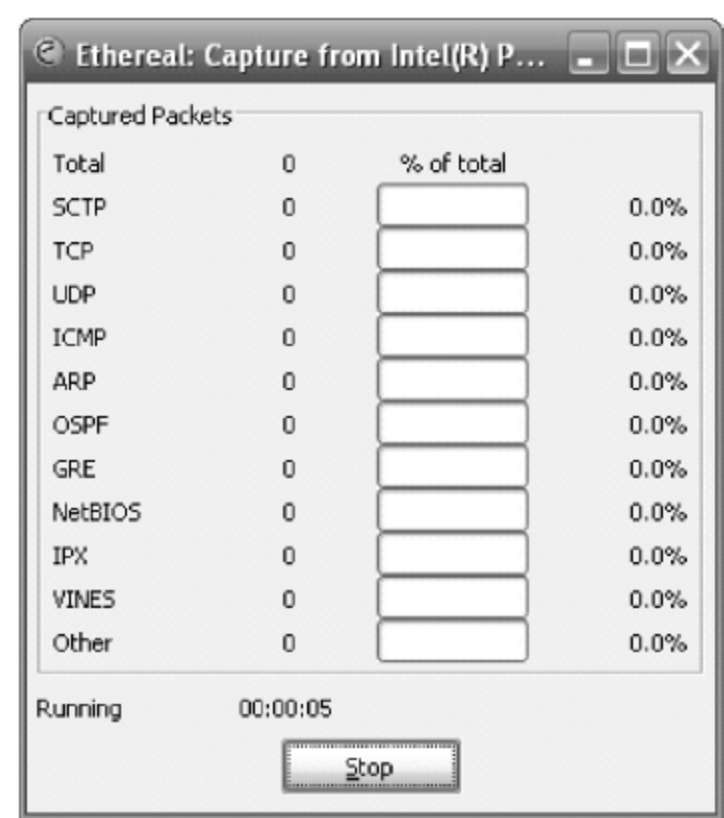 Ethereal: Capture from Intel(R) P...
Captured Packets
Total 0 % of total
SCTP 0 0.0%
TCP 0 0.0%
UDP 0 0.0%
ICMP 0 0.0%
ARP 0 0.0%
OSPF 0 0.0%
GRE 0 0.0%
NetBIOS 0 0.0%
IPX 0 0.0%
VINES 0 0.0%
Other 0 0.0%
Running 00:00:05
Stop